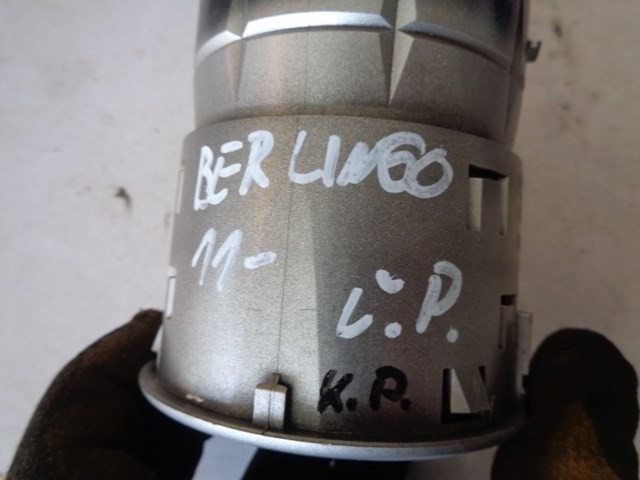 BERLINGO
11-
Ľ.P.
K.P.